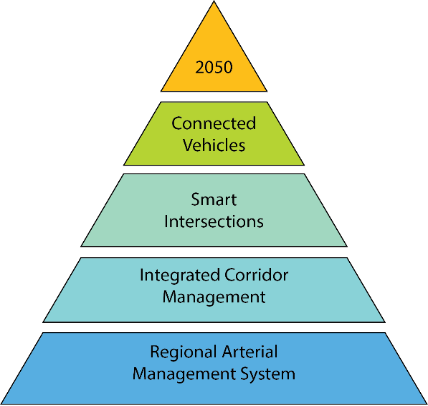 2050
Connected
Vehicles
Smart
Intersections
Integrated Corridor
Management
Regional Arterial
Management System